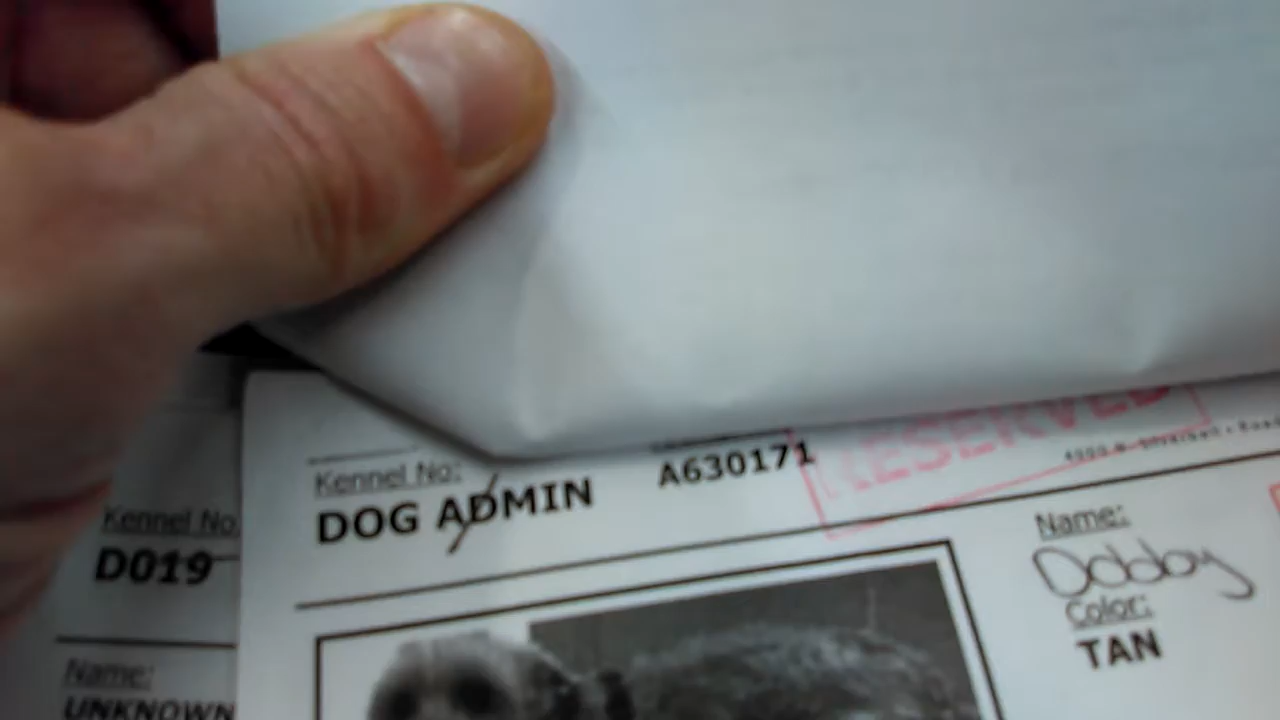 RESERVED
Kennel No:
A630171
DOG ADMIN
Name:
Dobby
Color:
TAN
Kennel No
D019
Name:
UNKNOWN